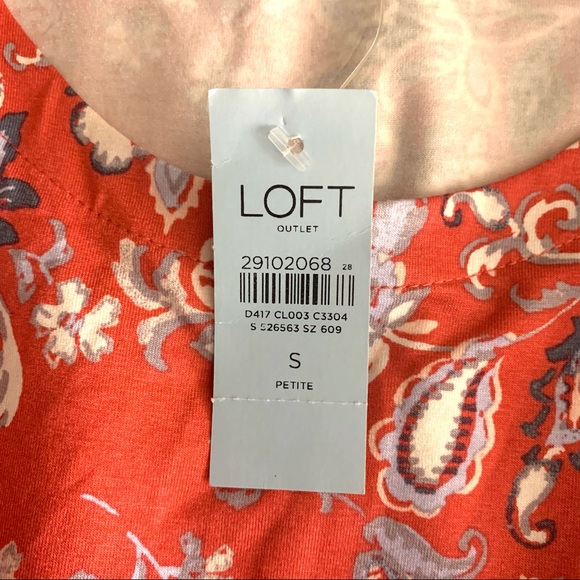 LOFT
OUTLET
29102068 28
D417 CL003 C3304
S 526563 SZ 609
S
PETITE